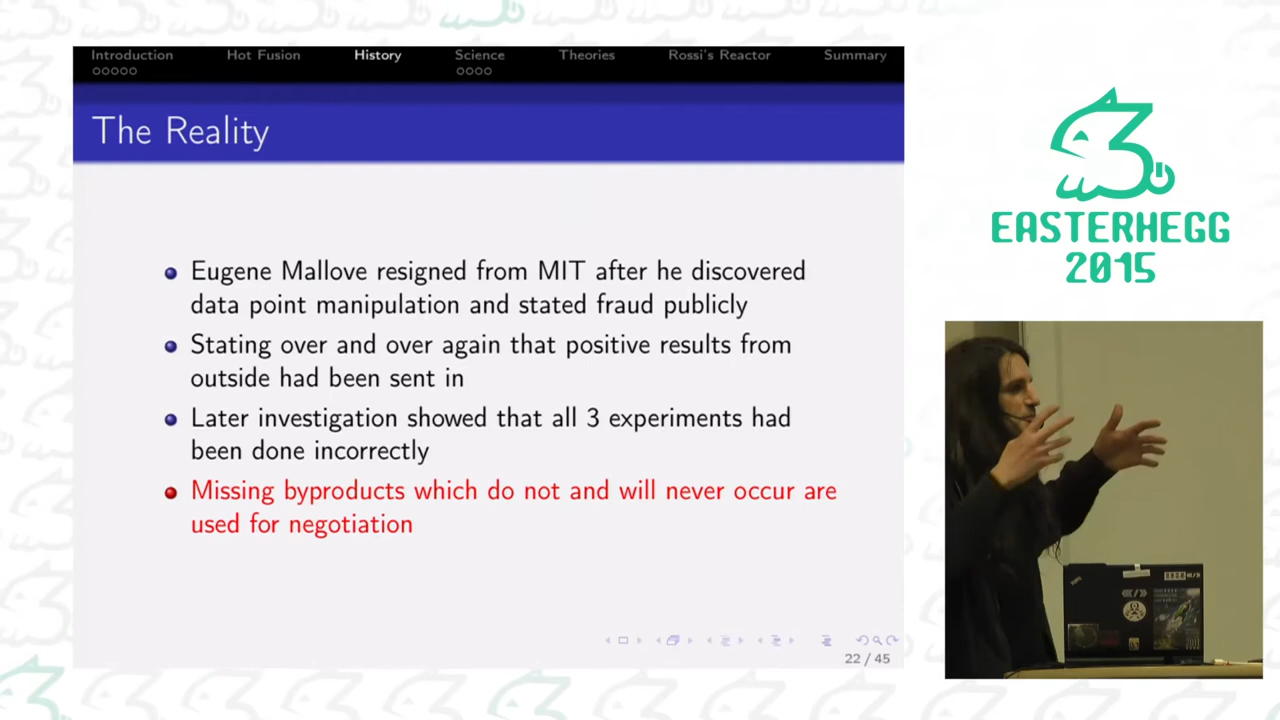 Introduction Hot Fusion History Science Theories Rossi's Reactor Summary
The Reality
Eugene Mallove resigned from MIT after he discovered
data point manipulation and stated fraud publicly
Stating over and over again that positive results from
outside had been sent in
Later investigation showed that all 3 experiments had
been done incorrectly
Missing byproducts which do not and will never occur are
used for negotiation
22 / 45
EASTERHEGG
2015